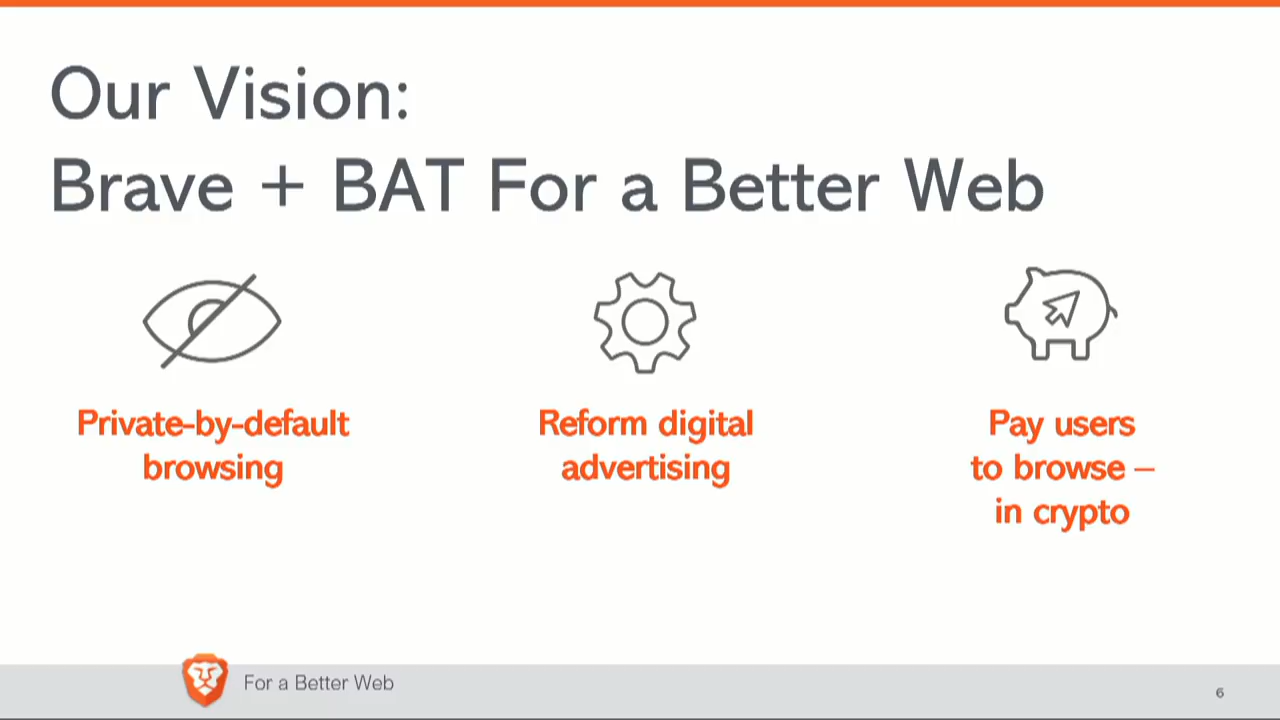 Our Vision:
Brave + BAT For a Better Web
Private-by-default
browsing
Reform digital
advertising
Pay users
to browse –
in crypto
For a Better Web
6